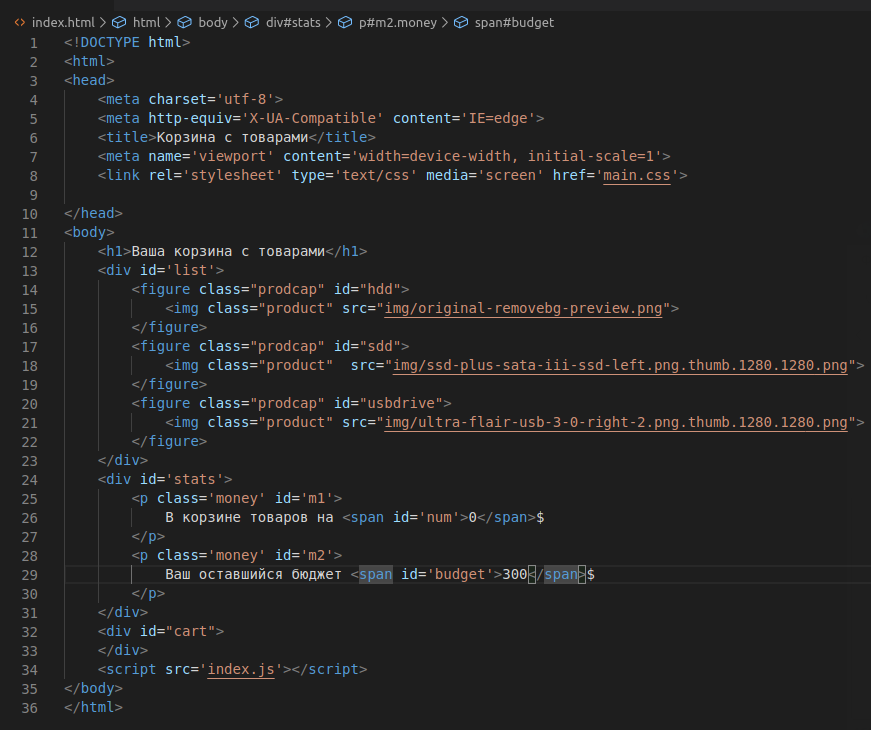 index.html > html > body > div#stats > p#m2.money > span#budget
1 <!DOCTYPE html>
2 <html>
3 <head>
4     <meta charset='utf-8'>
5     <meta http-equiv='X-UA-Compatible' content='IE=edge'>
6     <title>Корзина с товарами</title>
7     <meta name='viewport' content='width=device-width, initial-scale=1'>
8     <link rel='stylesheet' type='text/css' media='screen' href='main.css'>
9
10 </head>
11 <body>
12     <h1>Ваша корзина с товарами</h1>
13     <div id='list'>
14         <figure class="prodcap" id="hdd">
15             <img class="product" src="img/original-removebg-preview.png">
16         </figure>
17         <figure class="prodcap" id="sdd">
18             <img class="product"  src="img/ssd-plus-sata-iii-ssd-left.png.thumb.1280.1280.png">
19         </figure>
20         <figure class="prodcap" id="usbdrive">
21             <img class="product" src="img/ultra-flair-usb-3-0-right-2.png.thumb.1280.1280.png">
22         </figure>
23     </div>
24     <div id='stats'>
25         <p class='money' id='m1'>
26             В корзине товаров на <span id='num'>0</span>$
27         </p>
28         <p class='money' id='m2'>
29             Ваш оставшийся бюджет <span id='budget'>300</span>$
30         </p>
31     </div>
32     <div id="cart">
33     </div>
34     <script src='index.js'></script>
35 </body>
36 </html>